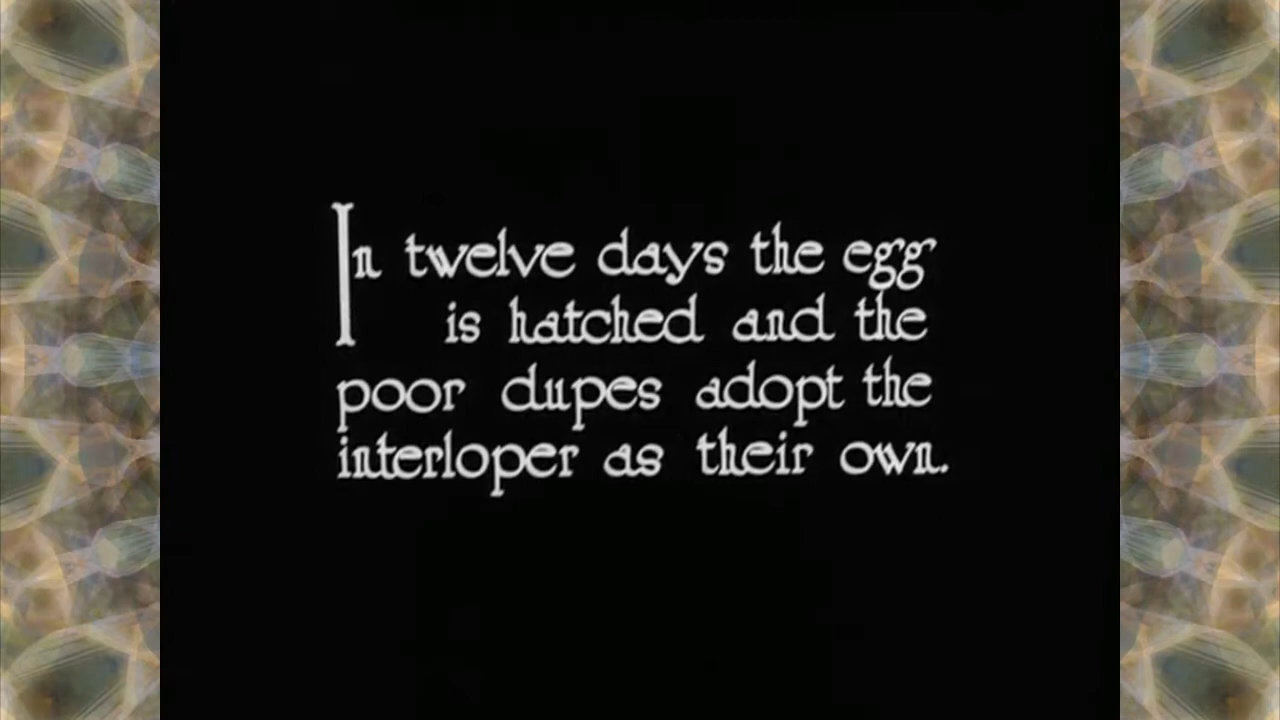 In twelve days the egg
is hatched and the
poor dupes adopt the
interloper as their own.